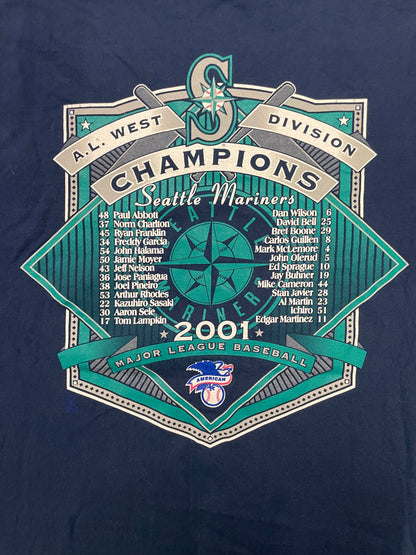 S
A.L. WEST DIVISION
CHAMPIONS
Seattle Mariners
48 Paul Abbott
37 Norm Charlton
45 Ryan Franklin
34 Freddy Garcia
54 John Halama
50 Jamie Moyer
43 Jeff Nelson
36 Jose Paniagua
38 Joel Pineiro
53 Arthur Rhodes
22 Kazuhiro Sasaki
30 Aaron Sele
17 Tom Lampkin
Dan Wilson 6
David Bell 25
Bret Boone 29
Carlos Guillen 8
Mark McLemore 4
John Olerud 5
Ed Sprague 10
Jay Buhner 19
Mike Cameron 44
Stan Javier 28
Al Martin 23
Ichiro 51
Edgar Martinez 11
SEATTLE
MARINERS
2001
MAJOR LEAGUE BASEBALL
AMERICAN